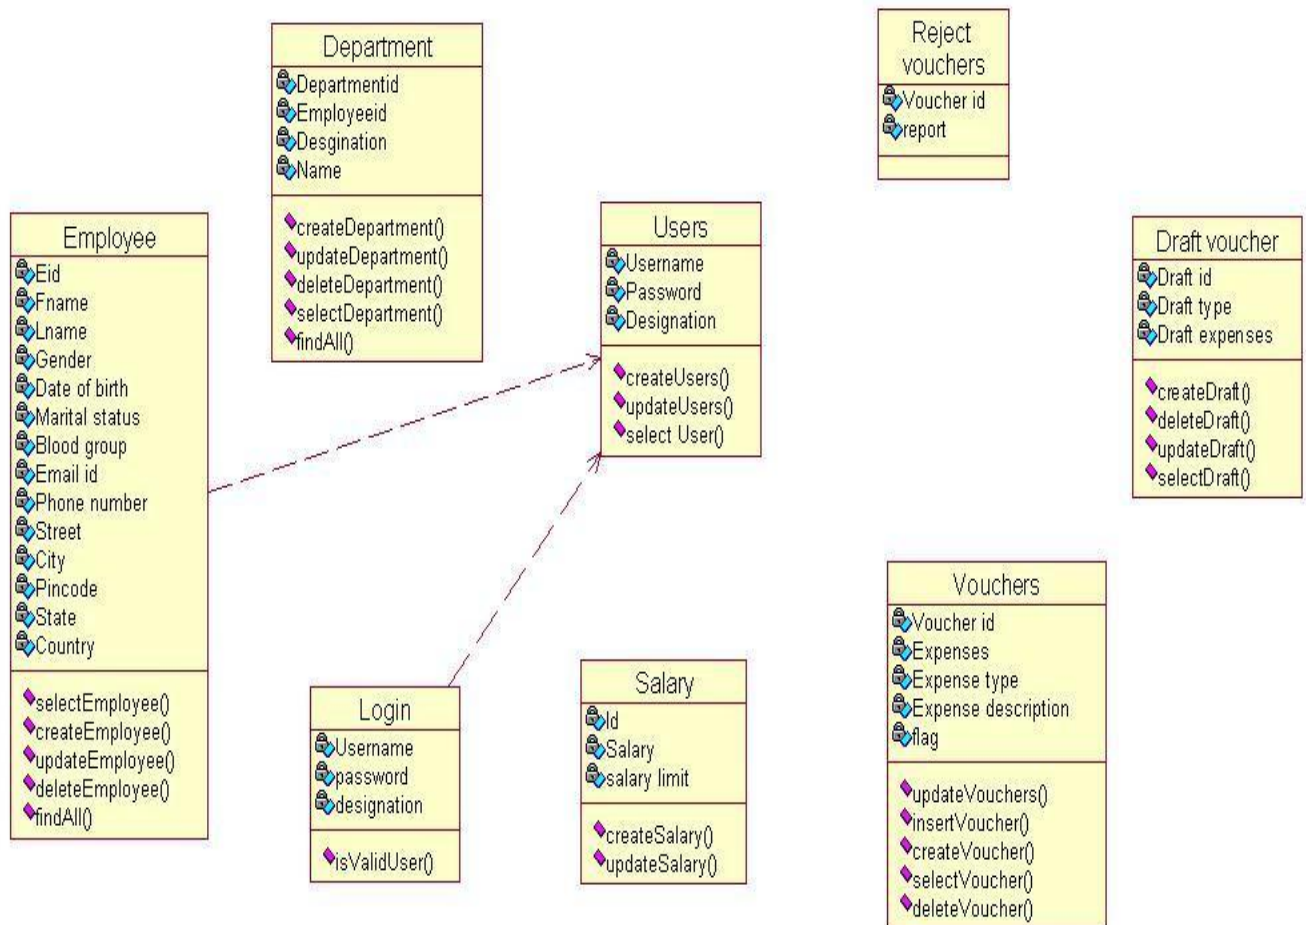 Department
Departmentid
Employeeid
Desgination
Name
createDepartment()
updateDepartment()
deleteDepartment()
selectDepartment()
findAll()
Reject
vouchers
Voucher id
report
Employee
Eid
Fname
Lname
Gender
Date of birth
Marital status
Blood group
Email id
Phone number
Street
City
Pincode
State
Country
selectEmployee()
createEmployee()
updateEmployee()
deleteEmployee()
findAll()
Users
Username
Password
Designation
createUsers()
updateUsers()
select User()
Draft voucher
Draft id
Draft type
Draft expenses
createDraft()
deleteDraft()
updateDraft()
selectDraft()
Login
Username
password
designation
isValidUser()
Salary
Id
Salary
salary limit
createSalary()
updateSalary()
Vouchers
Voucher id
Expenses
Expense type
Expense description
flag
updateVouchers()
insertVoucher()
createVoucher()
selectVoucher()
deleteVoucher()